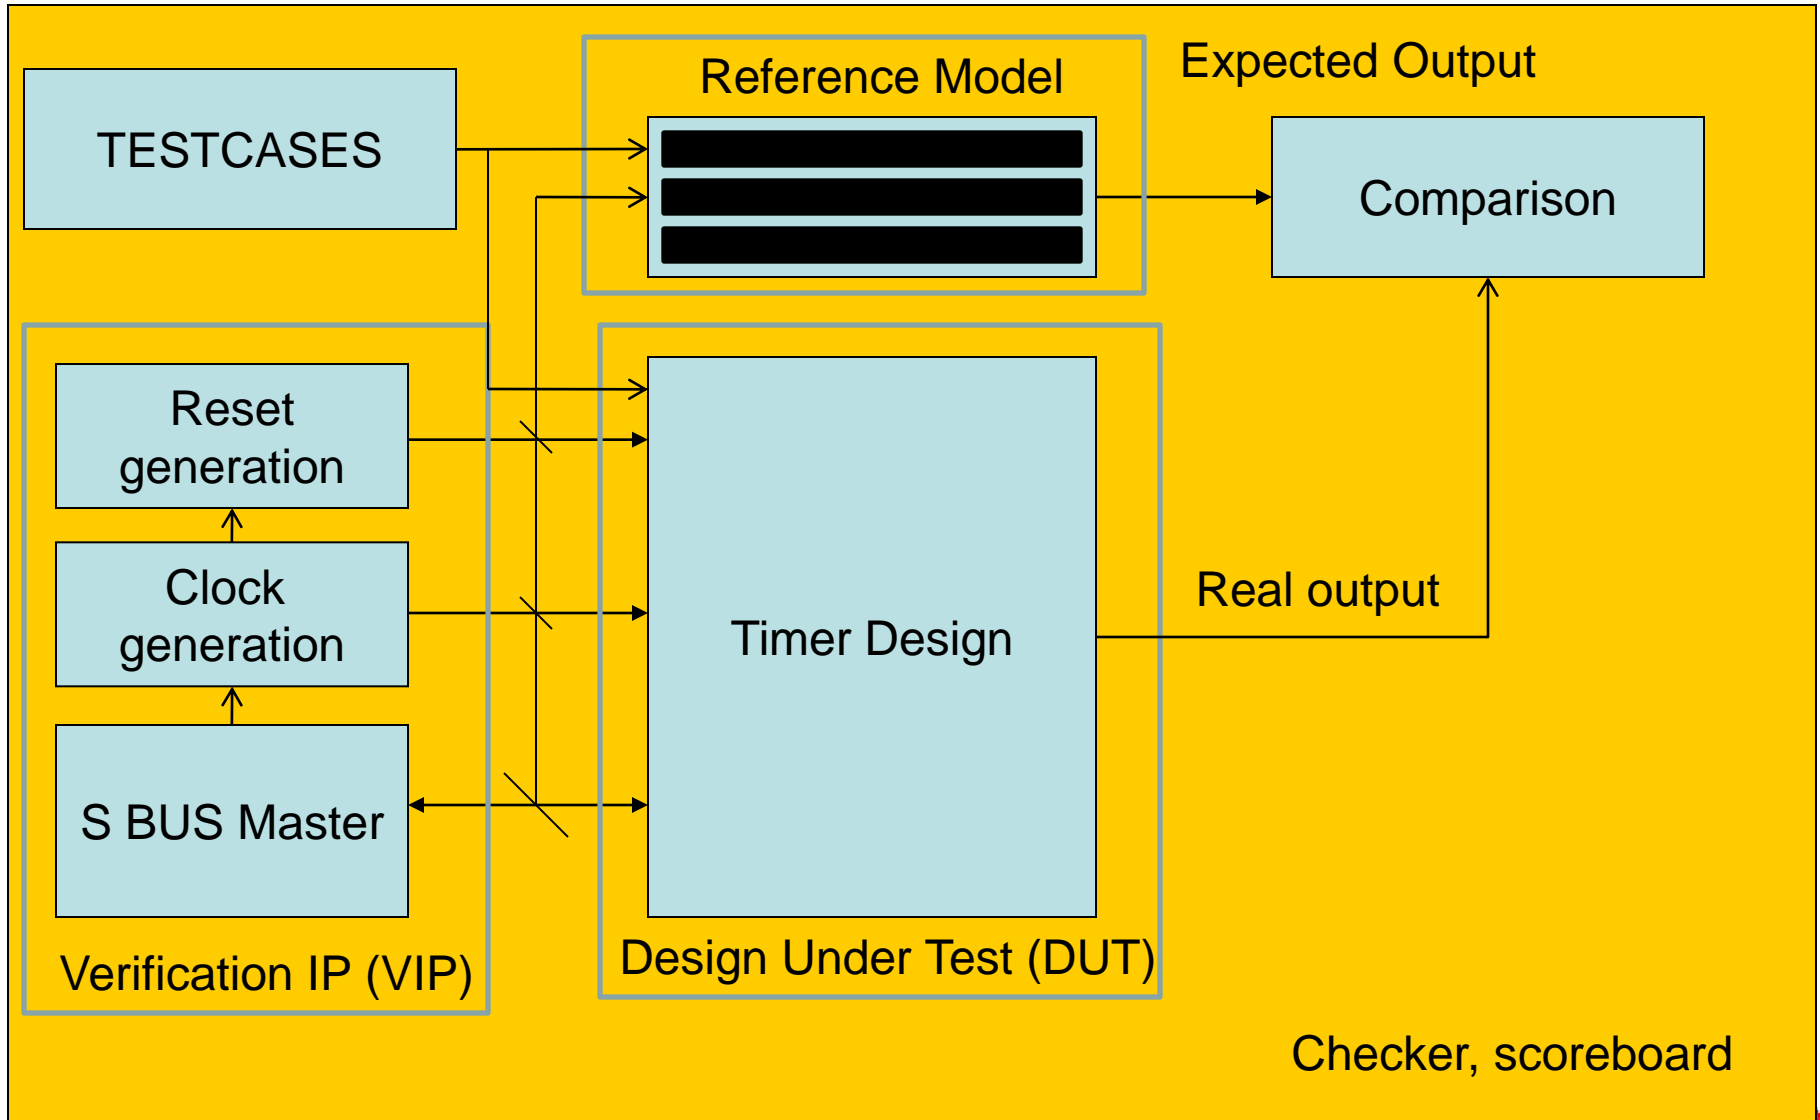 Reference Model
Expected Output
TESTCASES
Comparison
Reset
generation
Clock
generation
Real output
Timer Design
S BUS Master
Verification IP (VIP)
Design Under Test (DUT)
Checker, scoreboard